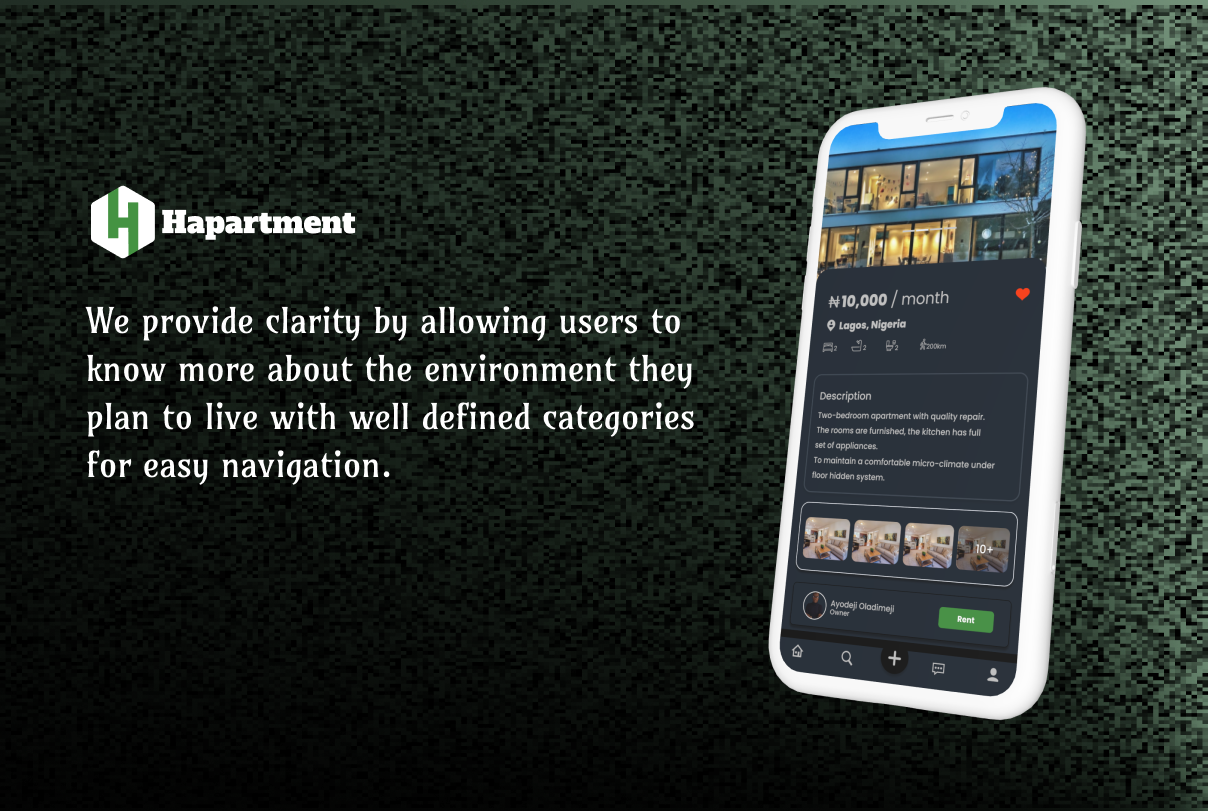 Hapartment
We provide clarity by allowing users to
know more about the environment they
plan to live with well defined categories
for easy navigation.
₦10,000 / month
Lagos, Nigeria
2 2 2 200km
Description
Two-bedroom apartment with quality repair.
The rooms are furnished, the kitchen has full
set of appliances.
To maintain a comfortable micro-climate under
floor hidden system.
10+
Ayodeji Oladimeji
Owner
Rent